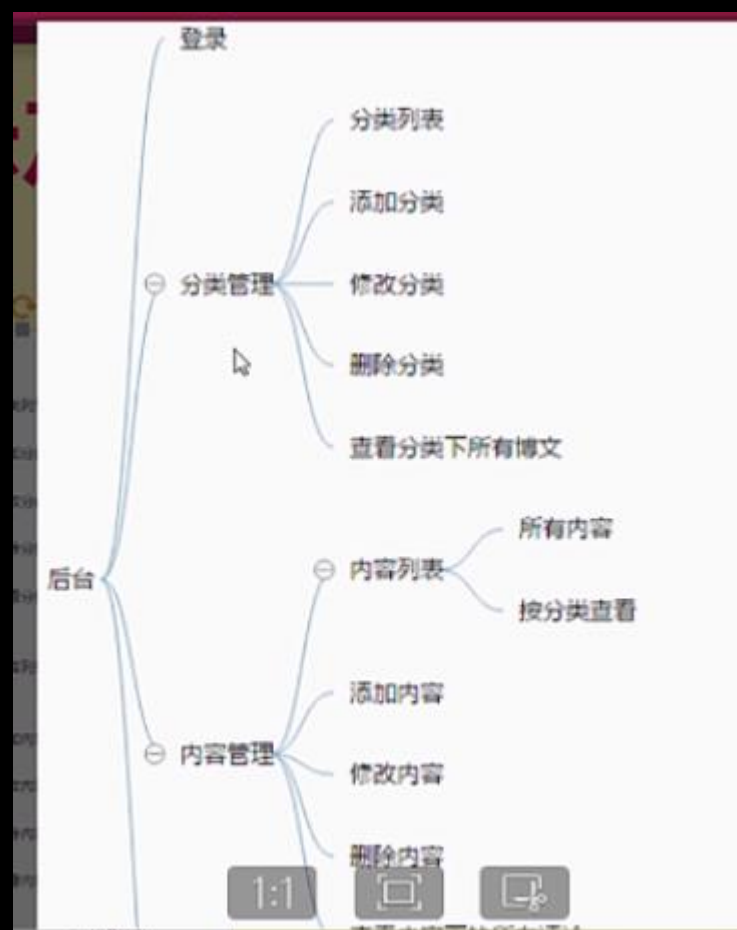 登录
分类列表
添加分类
分类管理
修改分类
删除分类
查看分类下所有博文
所有内容
内容列表
后台
按分类查看
添加内容
内容管理
修改内容
删除内容
1:1